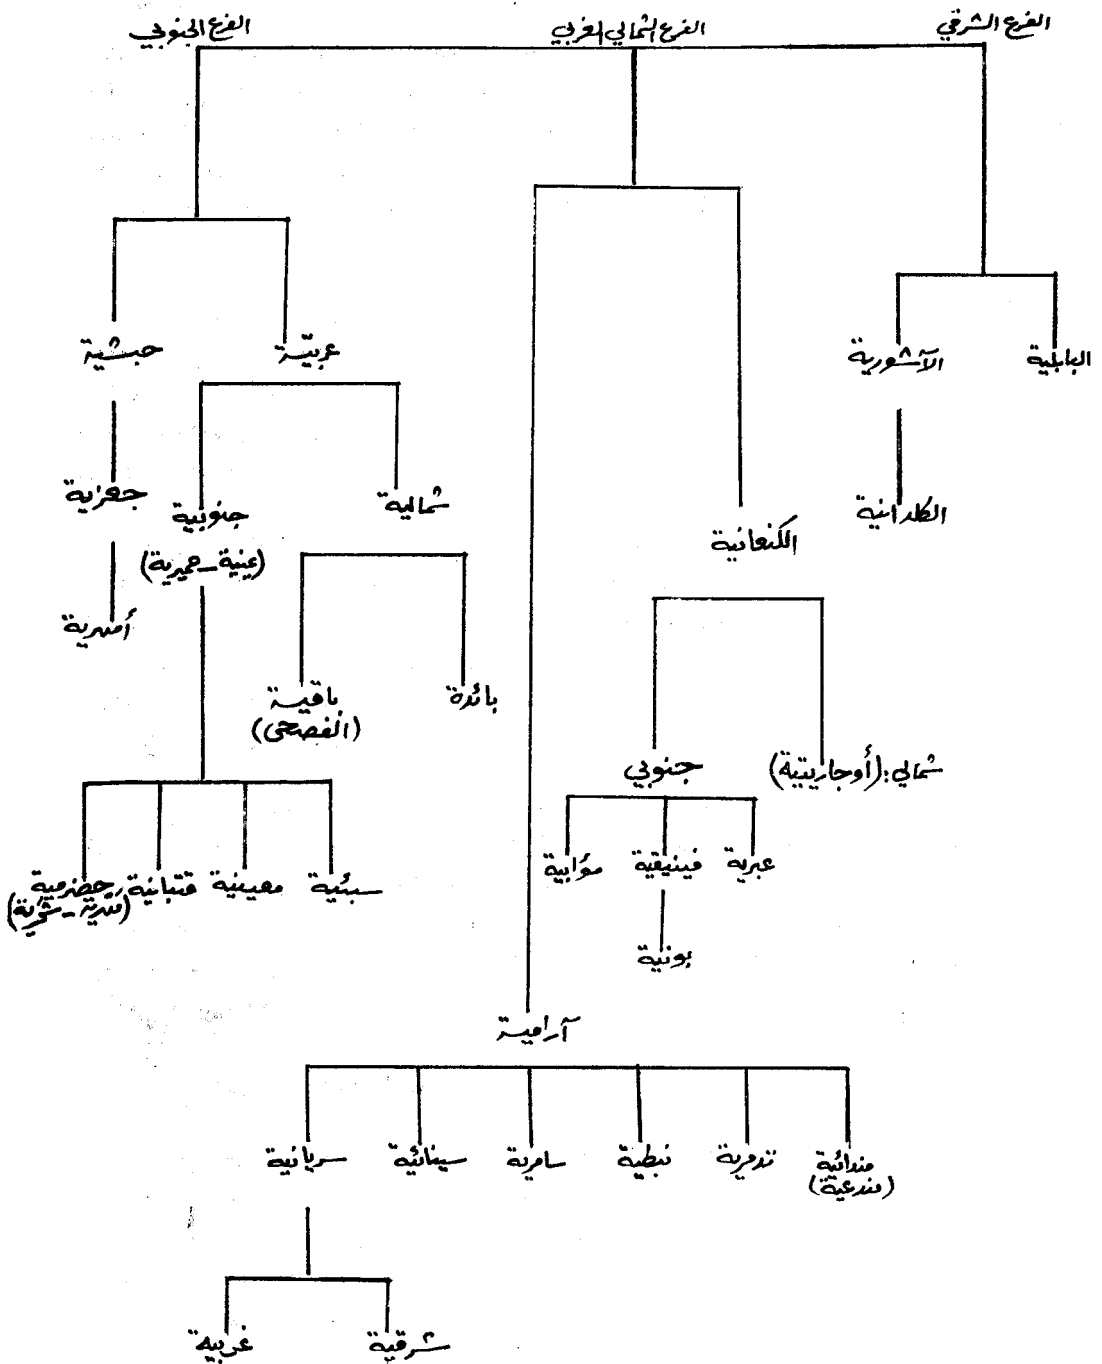 الفرع الشرقي
الفرع الشمالي الغربي
الفرع الجنوبي
البابلية
الآشورية
عربيّة
حبشية
جعزية
شمالية
جنوبية
الكلدانية
الكنعانية
(يمنية - حميرية)
أمهرية
بائدة
باقية
(الفصحى)
شمالي: (أوجاريتية)
جنوبي
عبرية
فينيقية
مؤابية
سبئية
معينية
قتبانية
حضرمية
بونية
آرامية
مندائية
(مندعية)
تدمرية
نبطية
سامرية
سينائية
سريانية
شرقية
غربية